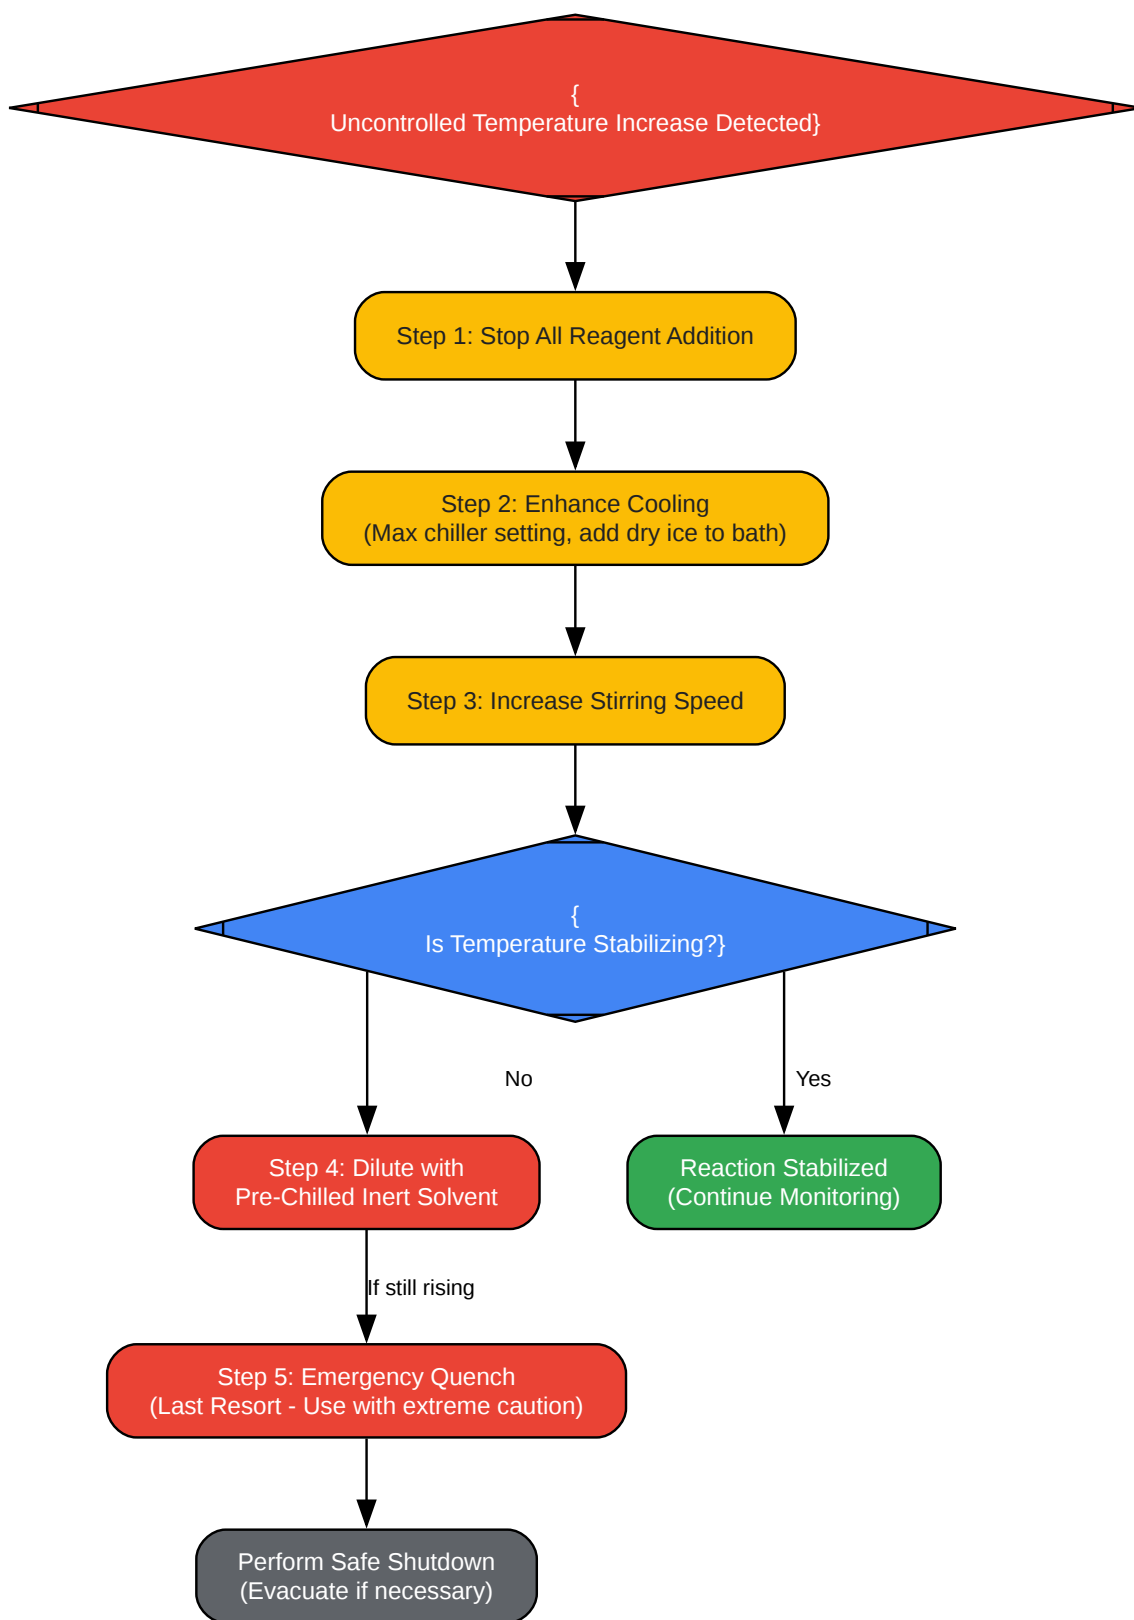 {
Uncontrolled Temperature Increase Detected}
Step 1: Stop All Reagent Addition
Step 2: Enhance Cooling
(Max chiller setting, add dry ice to bath)
Step 3: Increase Stirring Speed
{
Is Temperature Stabilizing?}
No
Yes
Step 4: Dilute with
Pre-Chilled Inert Solvent
Reaction Stabilized
(Continue Monitoring)
If still rising
Step 5: Emergency Quench
(Last Resort - Use with extreme caution)
Perform Safe Shutdown
(Evacuate if necessary)